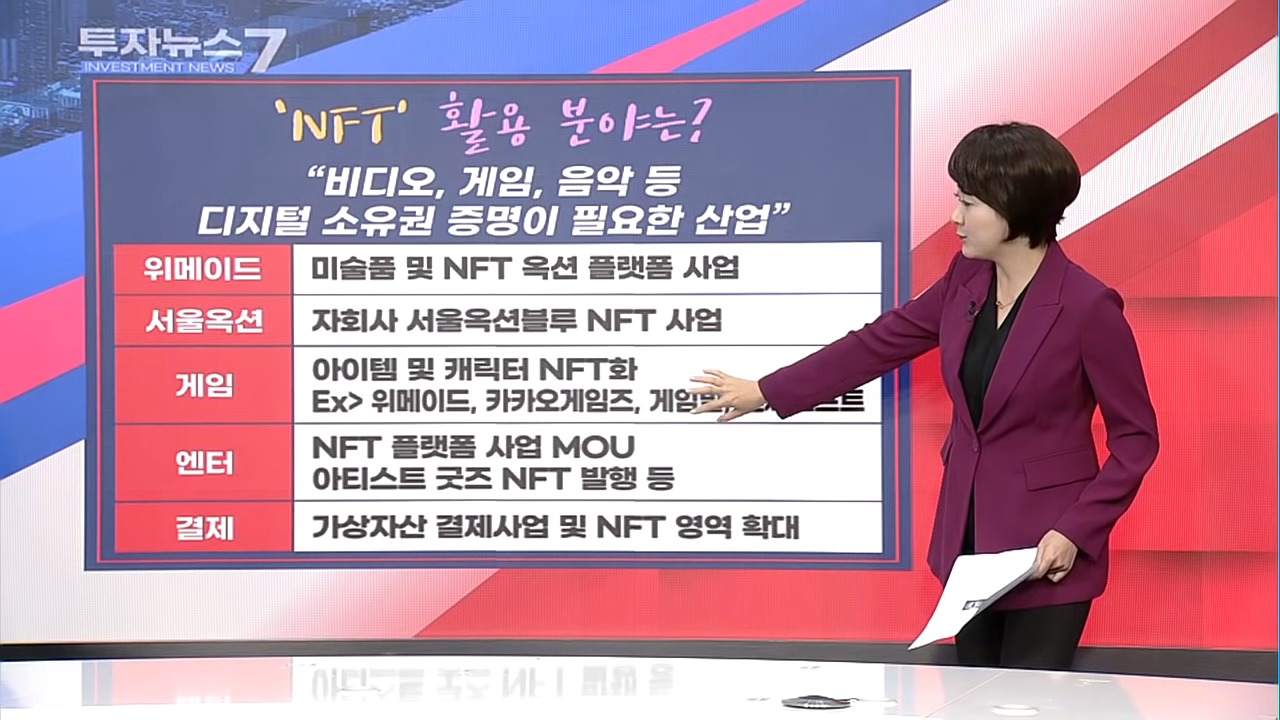 투자뉴스 7
INVESTMENT NEWS
'NFT' 활용 분야는?
“비디오, 게임, 음악 등
디지털 소유권 증명이 필요한 산업”
위메이드 미술품 및 NFT 옥션 플랫폼 사업
서울옥션 자회사 서울옥션블루 NFT 사업
게임 아이템 및 캐릭터 NFT화
Ex> 위메이드, 카카오게임즈,
엔터 NFT 플랫폼 사업 MOU
아티스트 굿즈 NFT 발행 등
결제 가상자산 결제사업 및 NFT 영역 확대